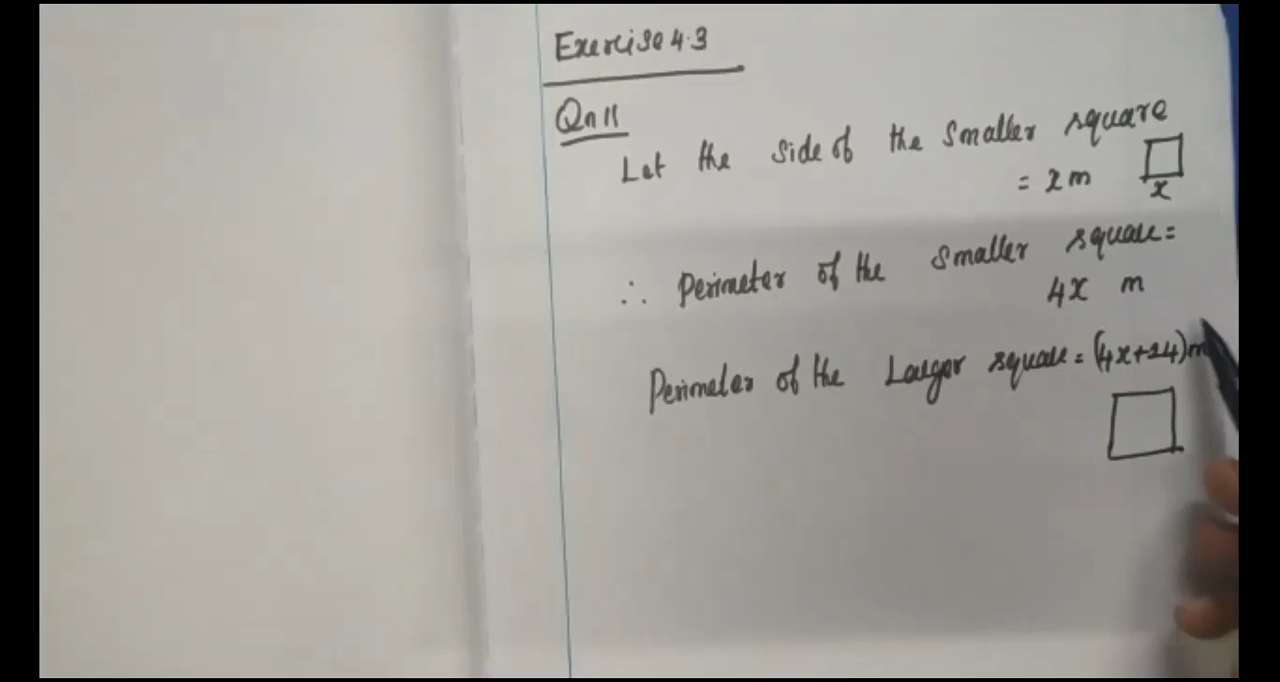 Exercise 4.3
Qn 11
Let the side of the smaller square
= x m
x
∴ Perimeter of the smaller square =
4x m
Perimeter of the Larger square = (4x+24)m